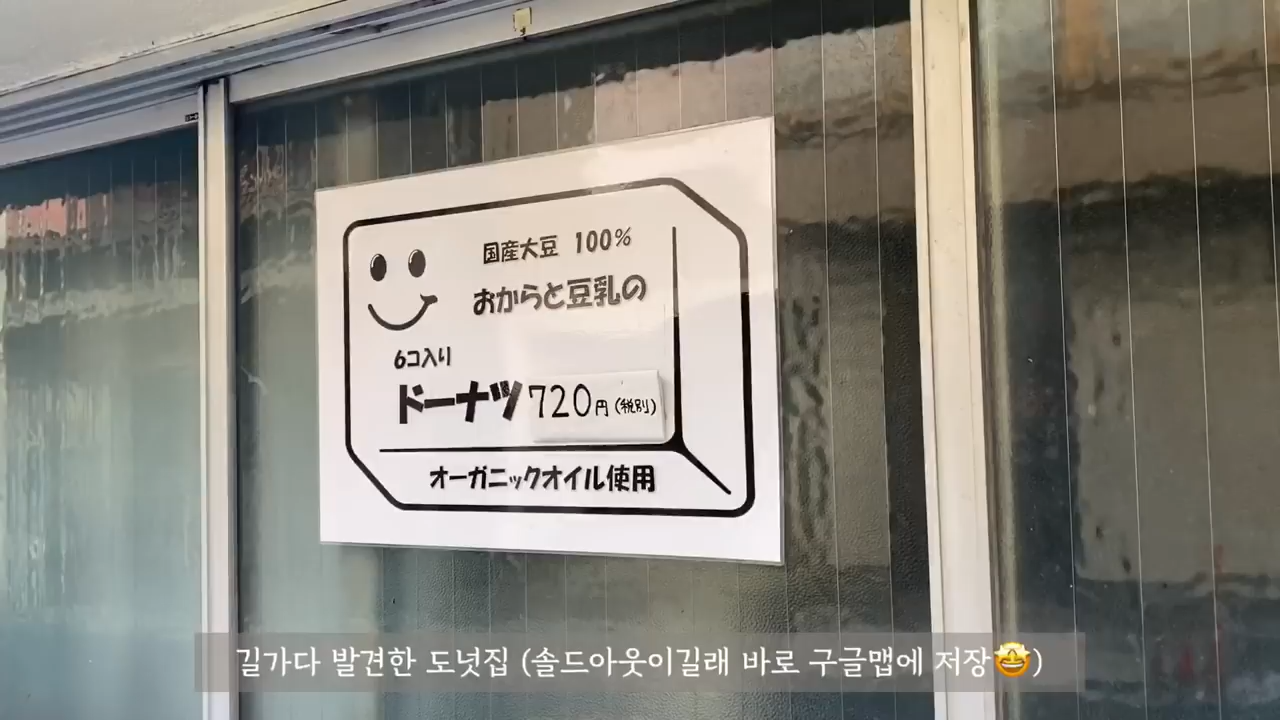 国産大豆 100%
おからと豆乳の
6コ入り
ドーナツ720円(税別)
オーガニックオイル使用
길가다 발견한 도넛집 (솔드아웃이길래 바로 구글맵에 저장🤩)